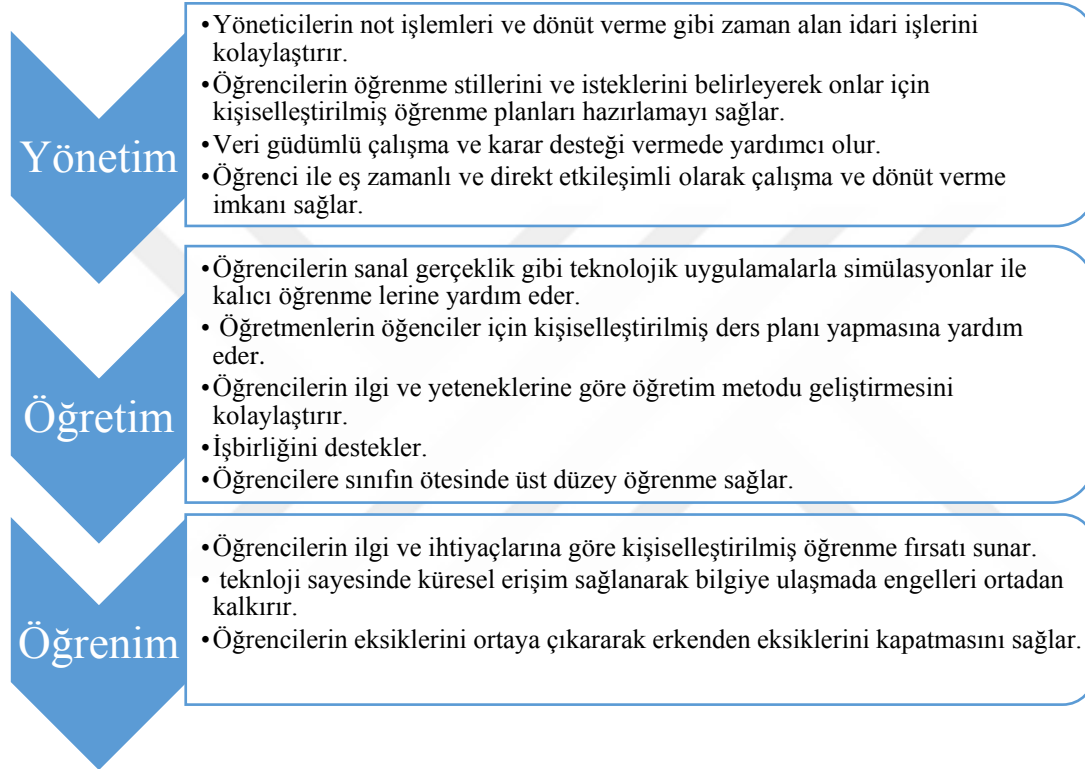 Yönetim
•Yöneticilerin not işlemleri ve dönüt verme gibi zaman alan idari işlerini
kolaylaştırır.
•Öğrencilerin öğrenme stillerini ve isteklerini belirleyerek onlar için
kişiselleştirilmiş öğrenme planları hazırlamayı sağlar.
•Veri güdümlü çalışma ve karar desteği vermede yardımcı olur.
•Öğrenci ile eş zamanlı ve direkt etkileşimli olarak çalışma ve dönüt verme
imkanı sağlar.
Öğretim
•Öğrencilerin sanal gerçeklik gibi teknolojik uygulamalarla simülasyonlar ile
kalıcı öğrenme lerine yardım eder.
• Öğretmenlerin öğenciler için kişiselleştirilmiş ders planı yapmasına yardım
eder.
•Öğrencilerin ilgi ve yeteneklerine göre öğretim metodu geliştirmesini
kolaylaştırır.
•İşbirliğini destekler.
•Öğrencilere sınıfın ötesinde üst düzey öğrenme sağlar.
Öğrenim
•Öğrencilerin ilgi ve ihtiyaçlarına göre kişiselleştirilmiş öğrenme fırsatı sunar.
• teknloji sayesinde küresel erişim sağlanarak bilgiye ulaşmada engelleri ortadan
kalkırır.
•Öğrencilerin eksiklerini ortaya çıkararak erkenden eksiklerini kapatmasını sağlar.